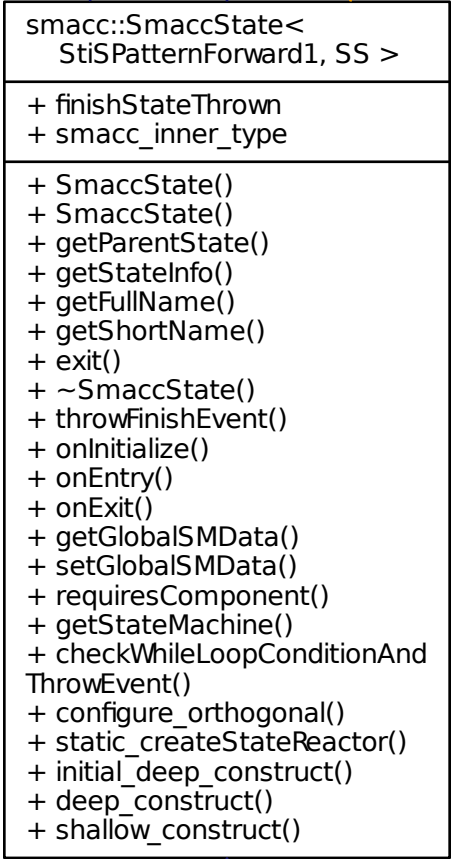 smacc::SmaccState<
StiSPatternForward1, SS >
+ finishStateThrown
+ smacc_inner_type
+ SmaccState()
+ SmaccState()
+ getParentState()
+ getStateInfo()
+ getFullName()
+ getShortName()
+ exit()
+ ~SmaccState()
+ throwFinishEvent()
+ onInitialize()
+ onEntry()
+ onExit()
+ getGlobalSMData()
+ setGlobalSMData()
+ requiresComponent()
+ getStateMachine()
+ checkWhileLoopConditionAnd
ThrowEvent()
+ configure_orthogonal()
+ static_createStateReactor()
+ initial_deep_construct()
+ deep_construct()
+ shallow_construct()